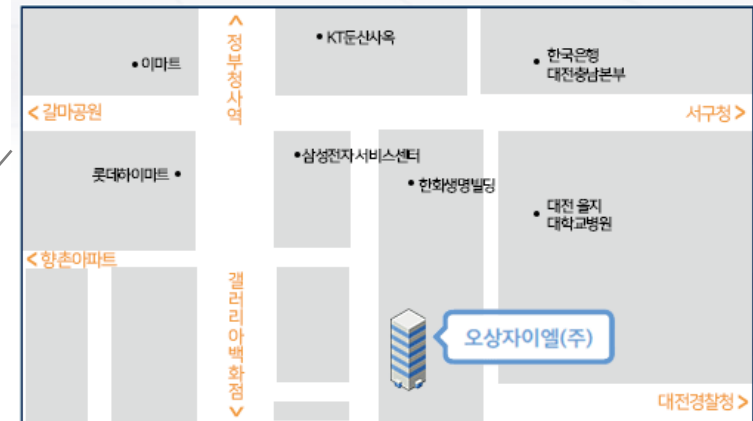 ^
정부청사역
• KT둔산사옥
• 이마트
• 한국은행
대전충남본부
< 갈마공원
서구청 >
•삼성전자 서비스센터
롯데하이마트 •
• 한화생명빌딩
• 대전 을지
대학교병원
< 향촌아파트
갤러리아백화점
오상자이엘(주)
대전경찰청 >